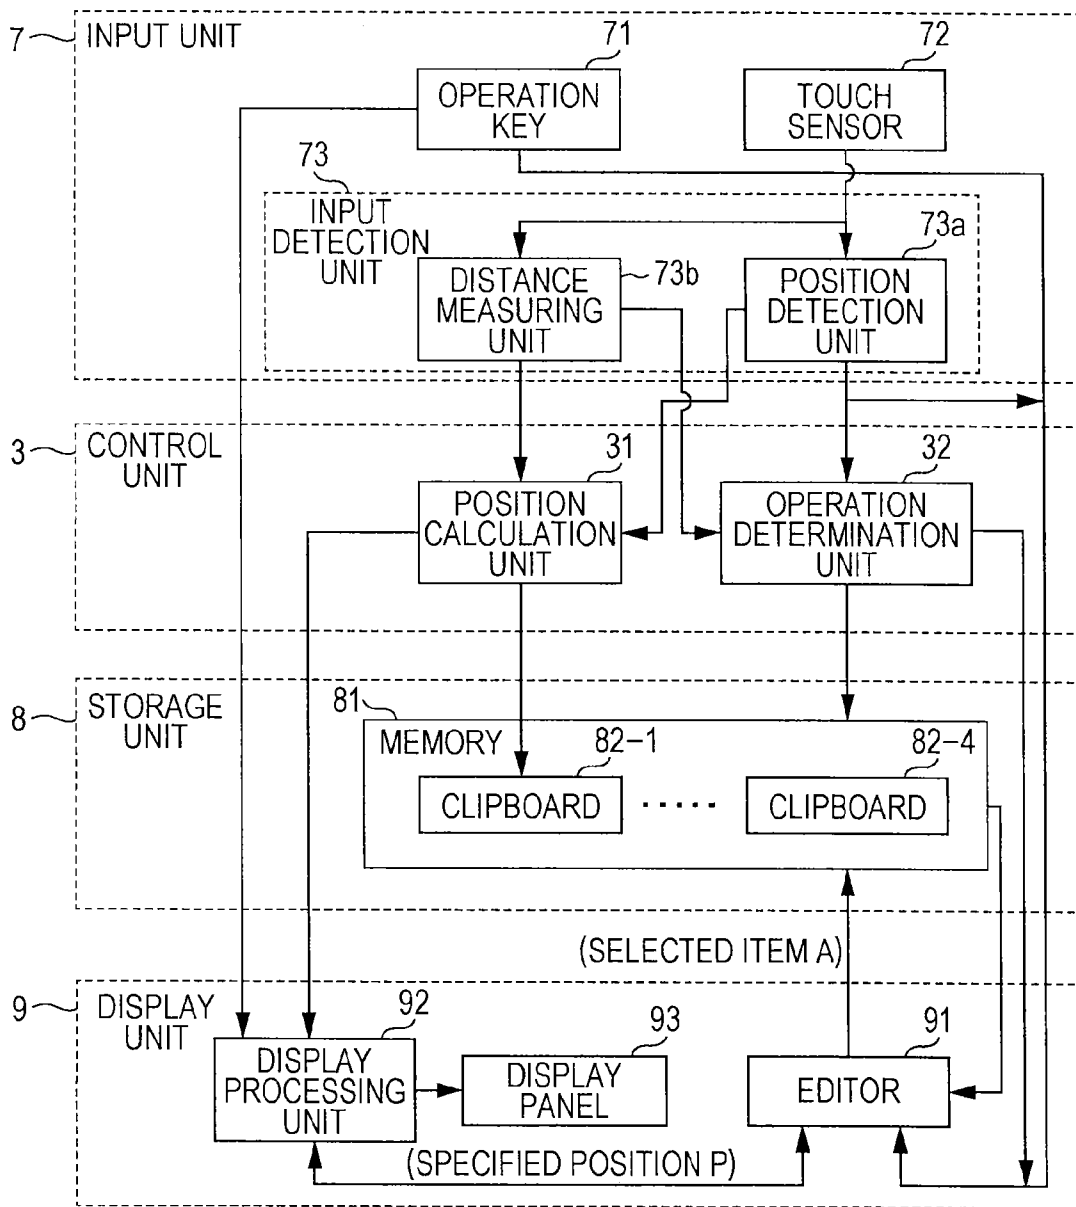 7
INPUT UNIT
71
72
OPERATION
KEY
TOUCH
SENSOR
73
INPUT
DETECTION
UNIT
73a
73b
DISTANCE
MEASURING
UNIT
POSITION
DETECTION
UNIT
3
CONTROL
UNIT
31
32
POSITION
CALCULATION
UNIT
OPERATION
DETERMINATION
UNIT
8
STORAGE
UNIT
81
MEMORY
82-1
82-4
CLIPBOARD
.....
CLIPBOARD
(SELECTED ITEM A)
9
DISPLAY
UNIT
92
93
91
DISPLAY
PROCESSING
UNIT
DISPLAY
PANEL
EDITOR
(SPECIFIED POSITION P)